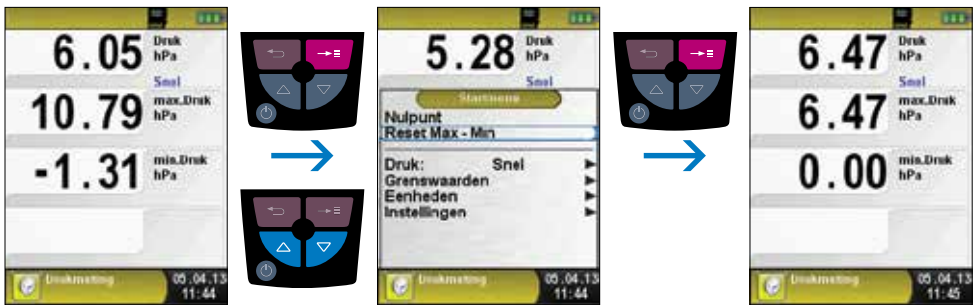 6.05 Druk
hPa
Snel
10.79 max.Druk
hPa
-1.31 min.Druk
hPa
Drukmeting 05.04.13
11:44
5.28 Druk
hPa
Snel
Startmenu
Nulpunt
Reset Max - Min
Druk: Snel
Grenswaarden
Eenheden
Instellingen
Drukmeting 05.04.13
11:44
6.47 Druk
hPa
Snel
6.47 max.Druk
hPa
0.00 min.Druk
hPa
Drukmeting 05.04.13
11:45